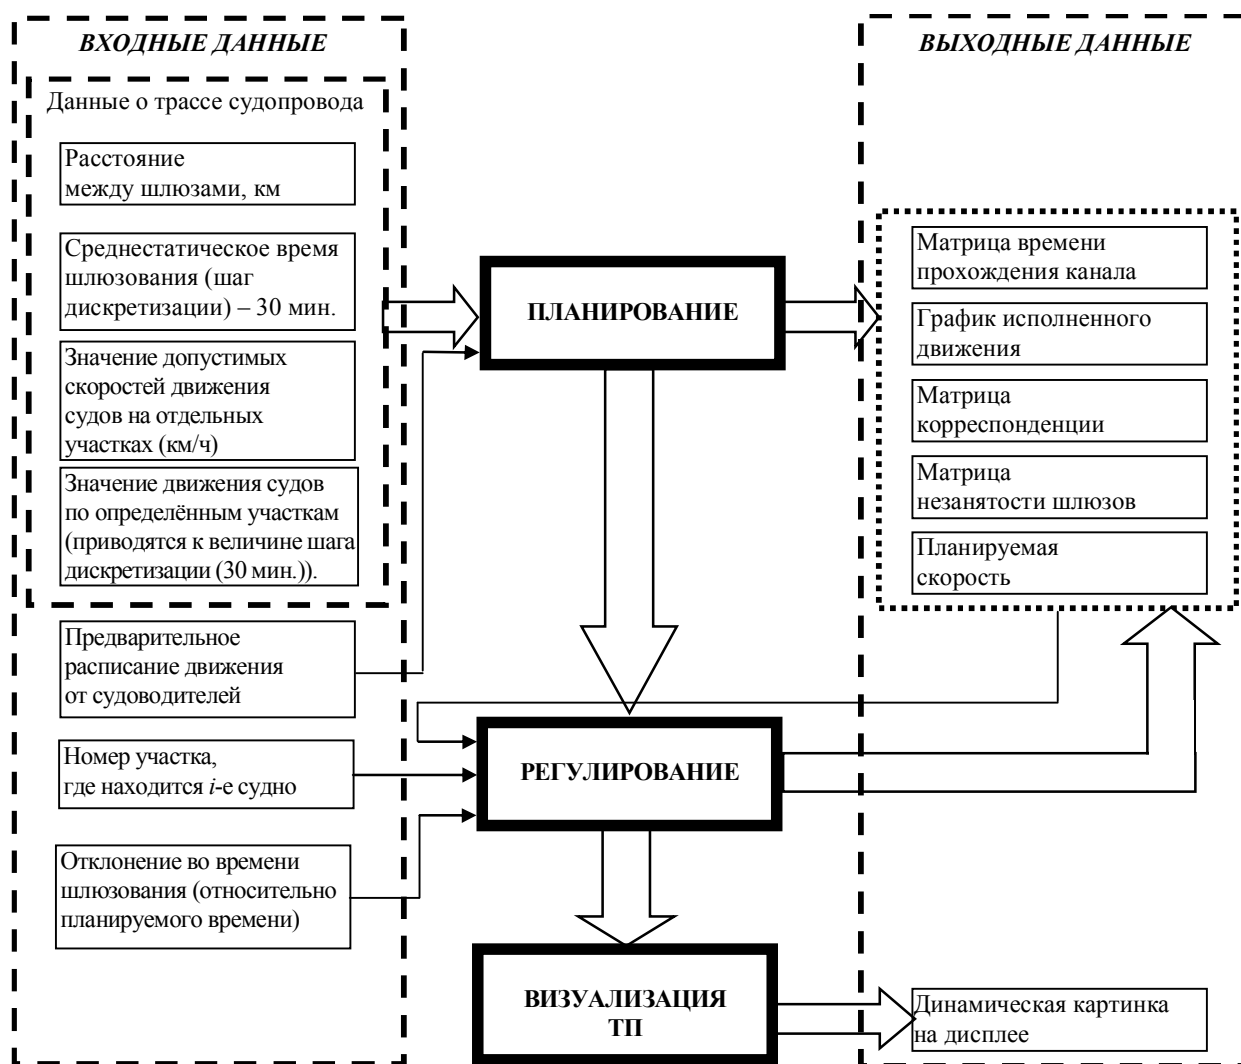 ВХОДНЫЕ ДАННЫЕ
Данные о трассе судопровода
Расстояние
между шлюзами, км
Среднестатическое время
шлюзования (шаг
дискретизации) – 30 мин.
Значение допустимых
скоростей движения
судов на отдельных
участках (км/ч)
Значение движения судов
по определённым участкам
(приводятся к величине шага
дискретизации (30 мин.)).
Предварительное
расписание движения
от судоводителей
Номер участка,
где находится i-е судно
Отклонение во времени
шлюзования (относительно
планируемого времени)
ПЛАНИРОВАНИЕ
РЕГУЛИРОВАНИЕ
ВИЗУАЛИЗАЦИЯ
ТП
ВЫХОДНЫЕ ДАННЫЕ
Матрица времени
прохождения канала
График исполненного
движения
Матрица
корреспонденции
Матрица
незанятости шлюзов
Планируемая
скорость
Динамическая картинка
на дисплее